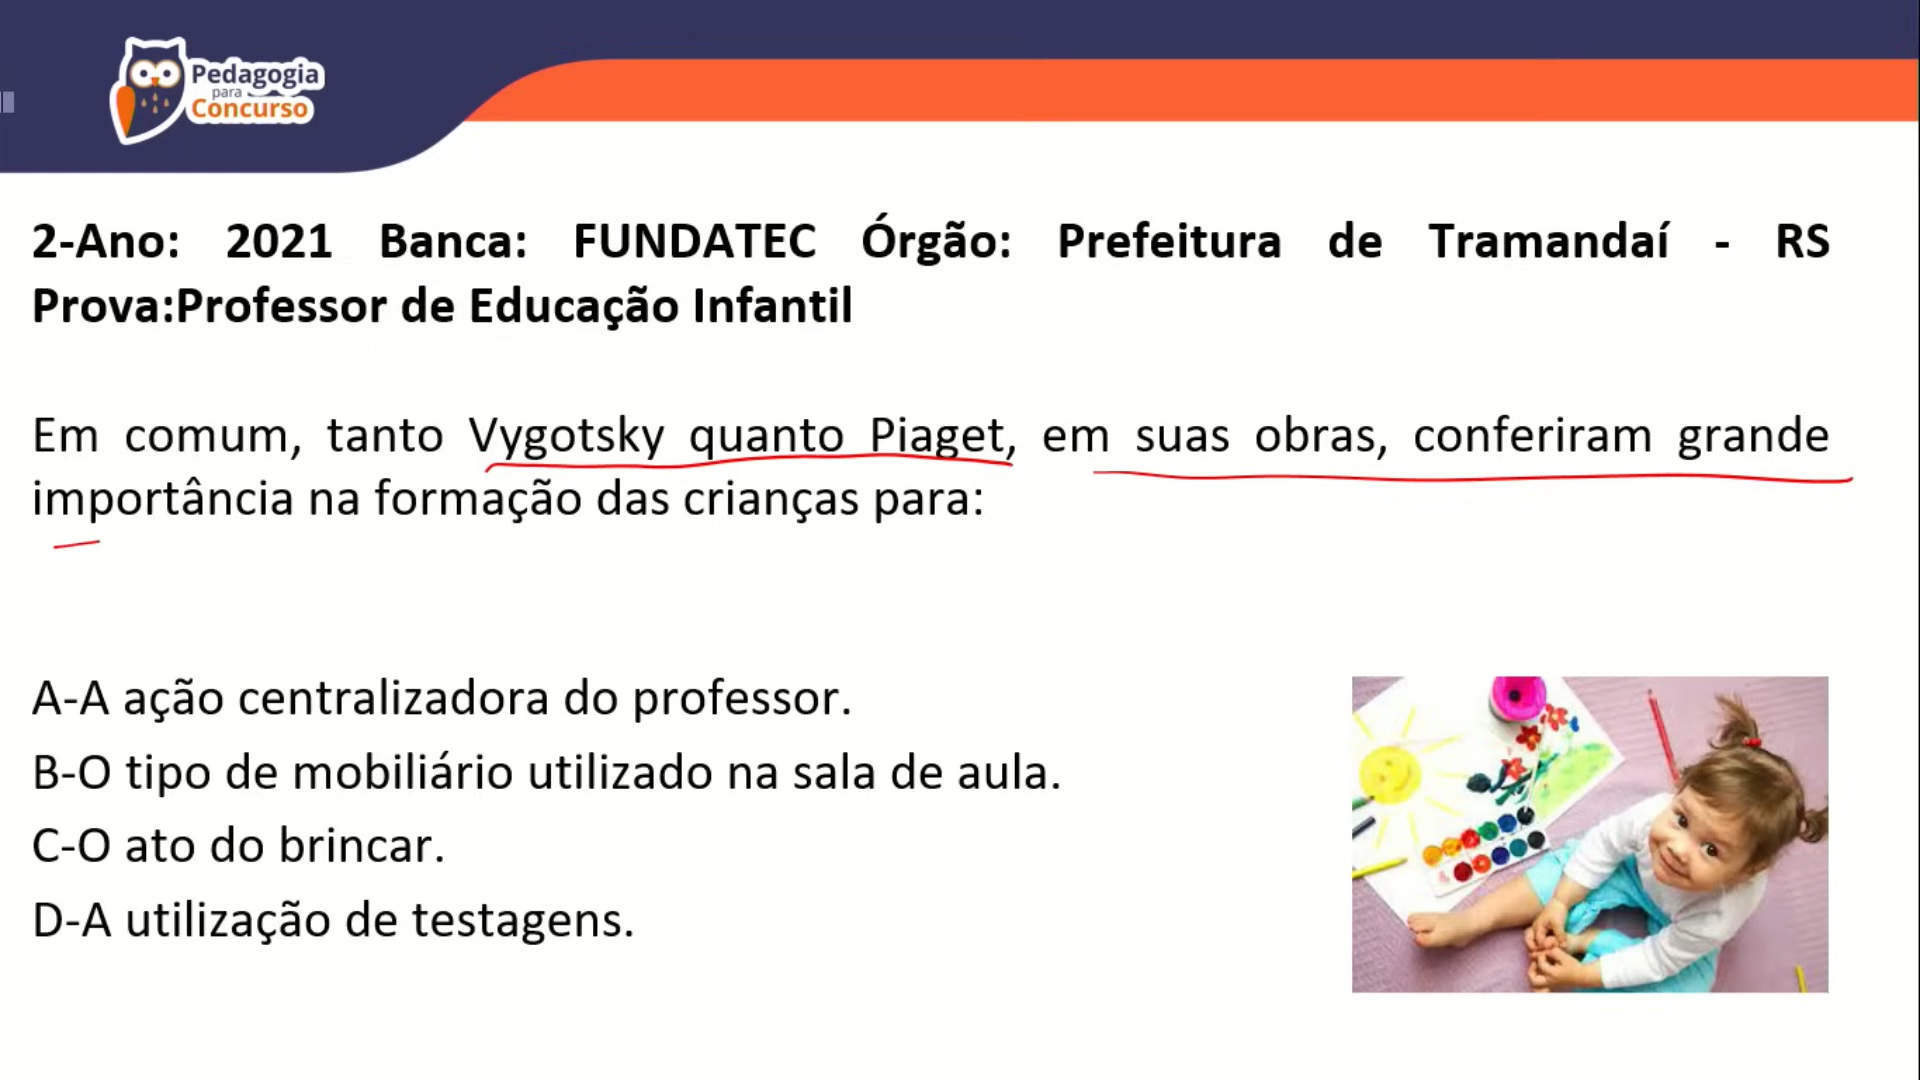 Pedagogia
para
Concurso
2-Ano: 2021 Banca: FUNDATEC Órgão: Prefeitura de Tramandaí - RS
Prova:Professor de Educação Infantil
Em comum, tanto Vygotsky quanto Piaget, em suas obras, conferiram grande
importância na formação das crianças para:
A-A ação centralizadora do professor.
B-O tipo de mobiliário utilizado na sala de aula.
C-O ato do brincar.
D-A utilização de testagens.